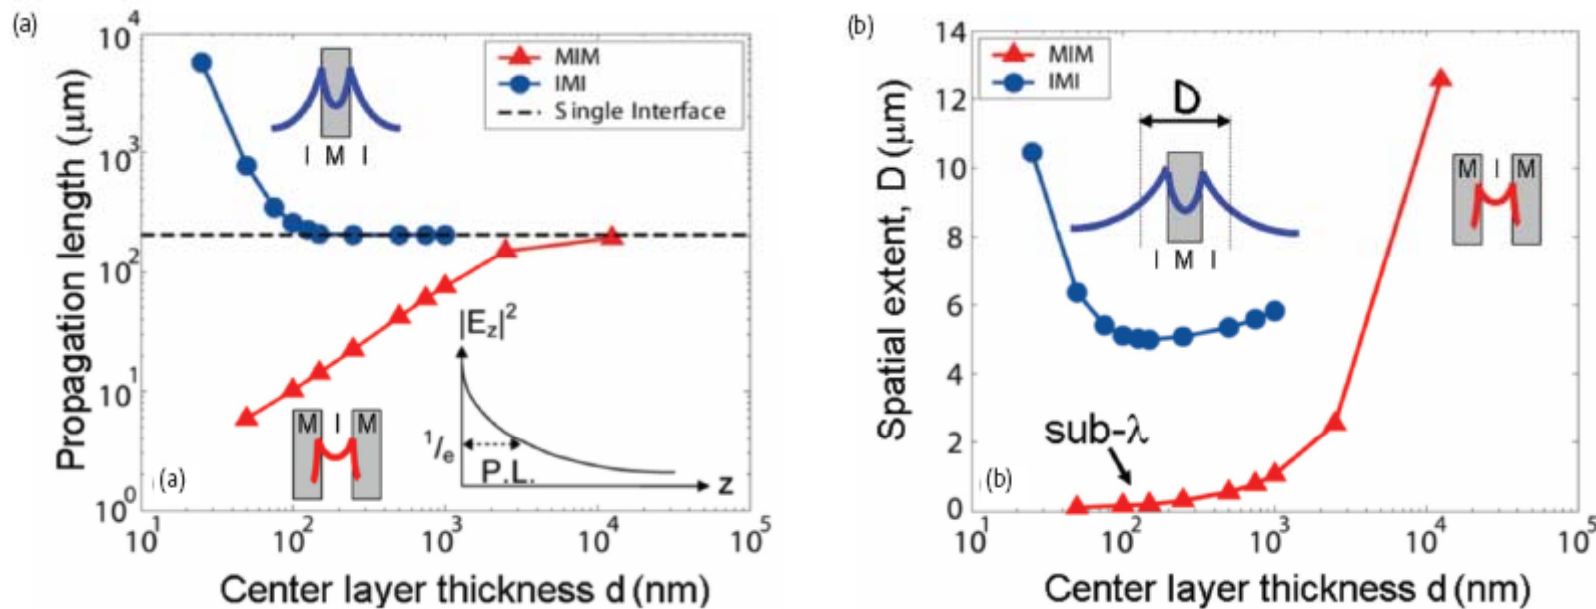 (a)
10^4
10^3
10^2
10^1
10^0
Propagation length (μm)
MIM
IMI
Single Interface
I M I
M I M
|E_z|^2
1/e
P.L.
z
(a)
10^1 10^2 10^3 10^4 10^5
Center layer thickness d (nm)
(b)
14
12
10
8
6
4
2
0
Spatial extent, D (μm)
MIM
IMI
D
I M I
M I M
sub-λ
(b)
10^1 10^2 10^3 10^4 10^5
Center layer thickness d (nm)